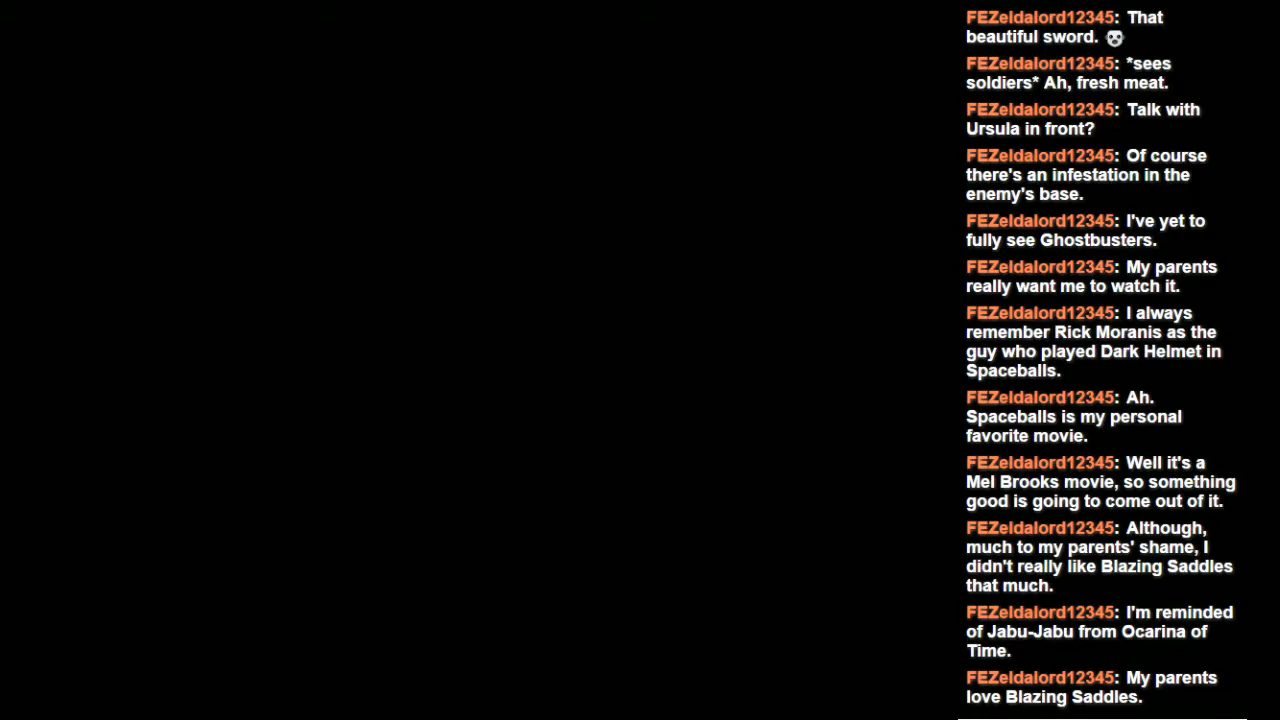 FEZeldalord12345: That
beautiful sword.
FEZeldalord12345: *sees
soldiers* Ah, fresh meat.
FEZeldalord12345: Talk with
Ursula in front?
FEZeldalord12345: Of course
there's an infestation in the
enemy's base.
FEZeldalord12345: I've yet to
fully see Ghostbusters.
FEZeldalord12345: My parents
really want me to watch it.
FEZeldalord12345: I always
remember Rick Moranis as the
guy who played Dark Helmet in
Spaceballs.
FEZeldalord12345: Ah.
Spaceballs is my personal
favorite movie.
FEZeldalord12345: Well it's a
Mel Brooks movie, so something
good is going to come out of it.
FEZeldalord12345: Although,
much to my parents' shame, I
didn't really like Blazing Saddles
that much.
FEZeldalord12345: I'm reminded
of Jabu-Jabu from Ocarina of
Time.
FEZeldalord12345: My parents
love Blazing Saddles.